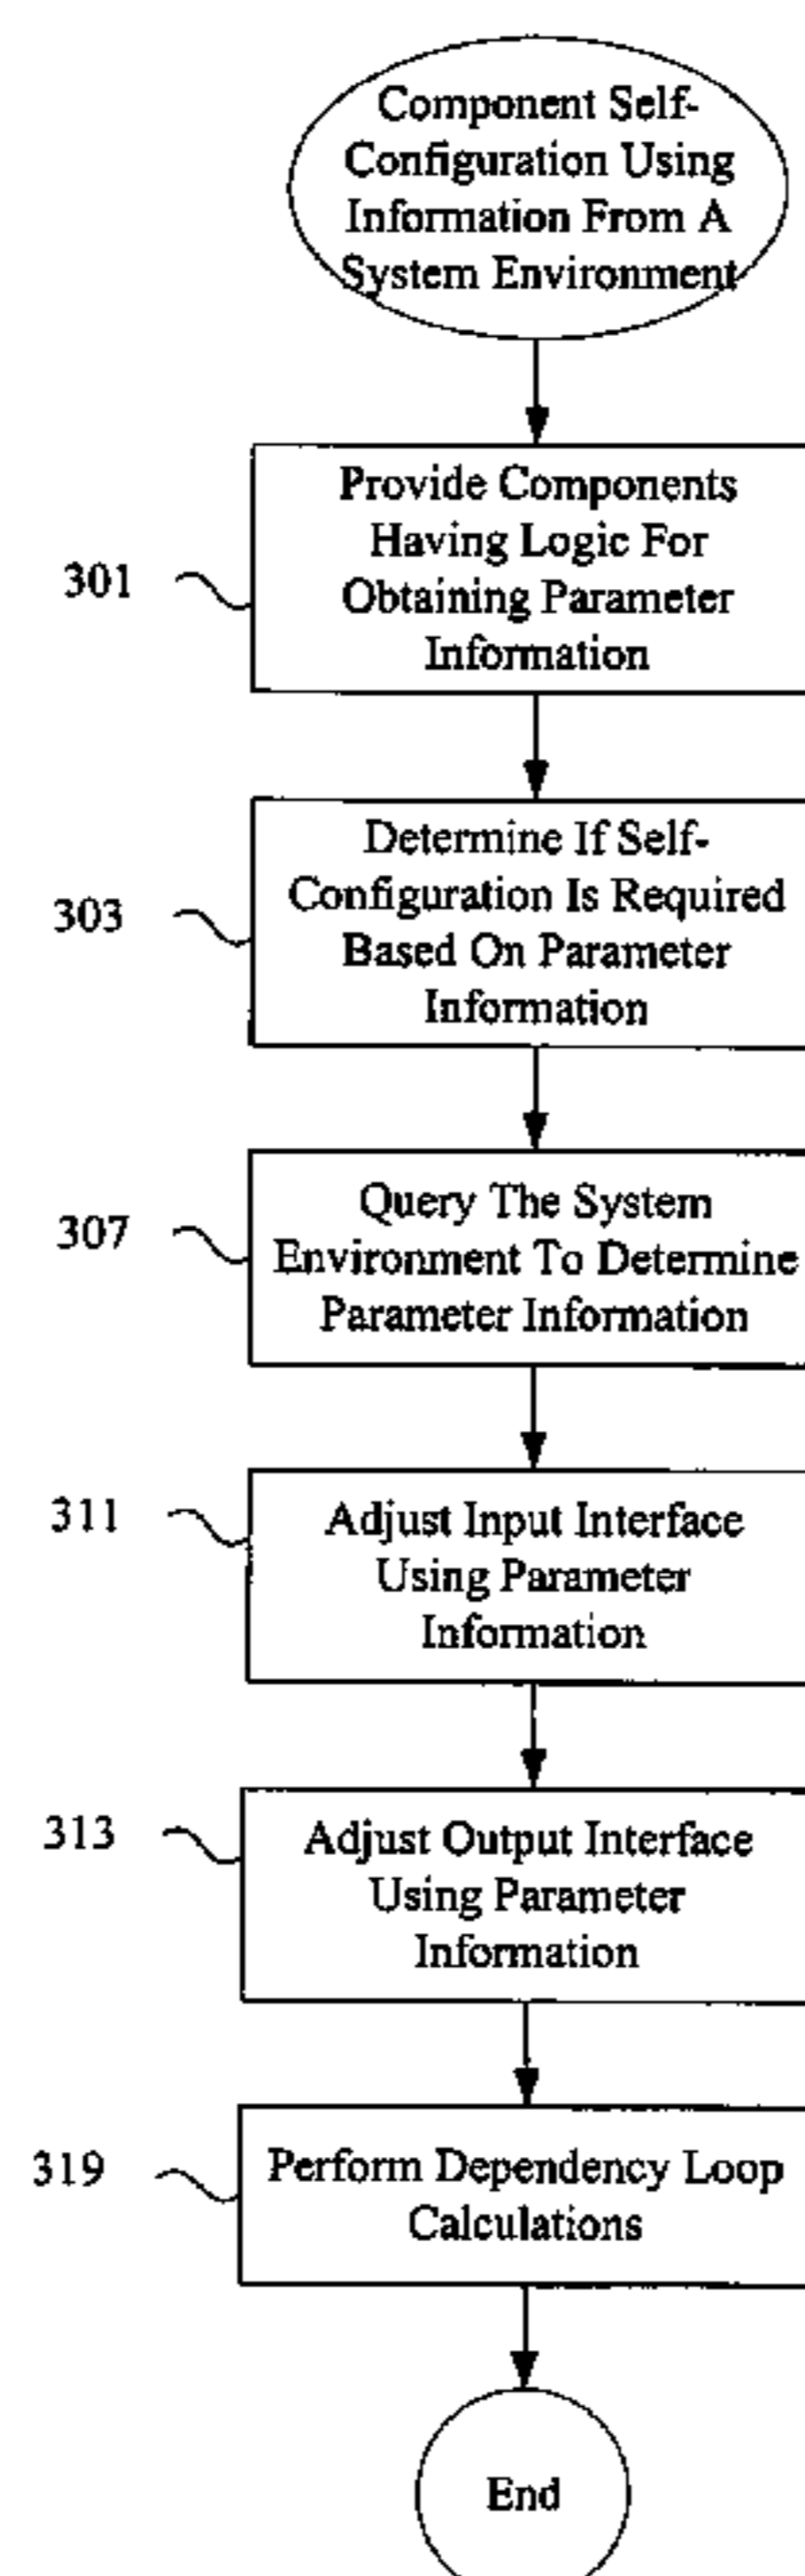 Component Self-
Configuration Using
Information From A
System Environment
301
Provide Components
Having Logic For
Obtaining Parameter
Information
303
Determine If Self-
Configuration Is Required
Based On Parameter
Information
307
Query The System
Environment To Determine
Parameter Information
311
Adjust Input Interface
Using Parameter
Information
313
Adjust Output Interface
Using Parameter
Information
319
Perform Dependency Loop
Calculations
End